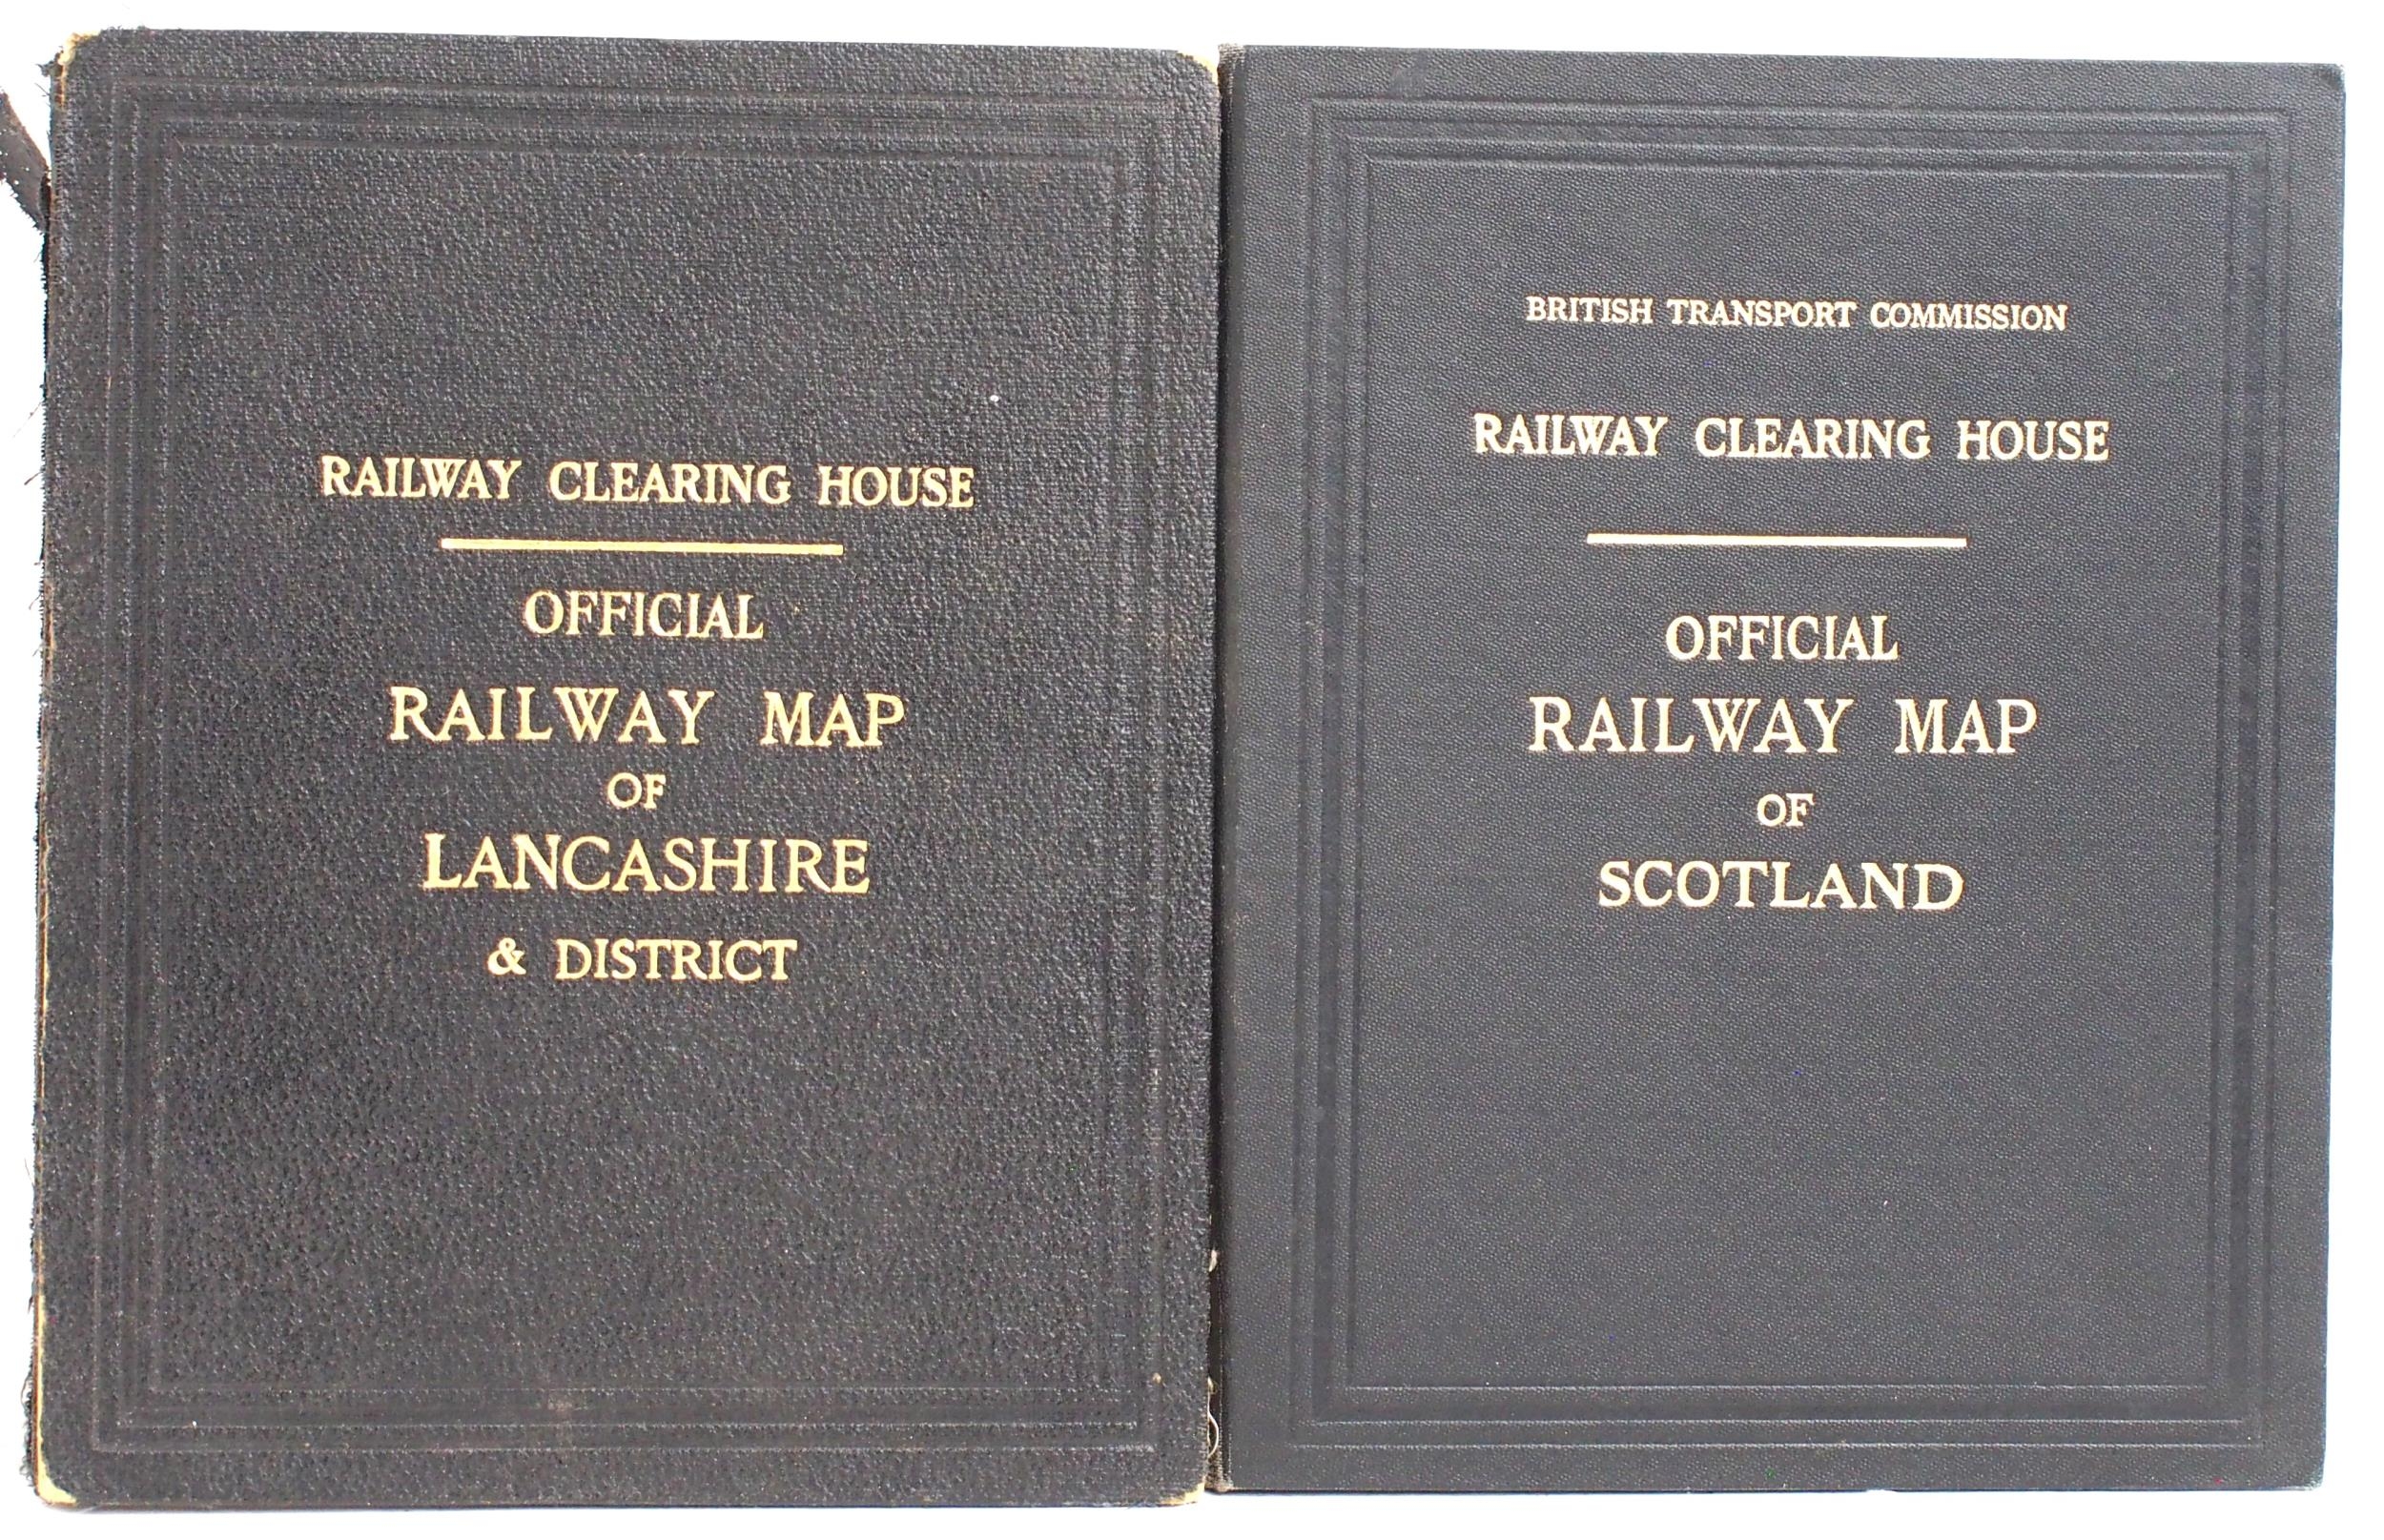 RAILWAY CLEARING HOUSE
OFFICIAL
RAILWAY MAP
OF
LANCASHIRE
& DISTRICT
BRITISH TRANSPORT COMMISSION
RAILWAY CLEARING HOUSE
OFFICIAL
RAILWAY MAP
OF
SCOTLAND